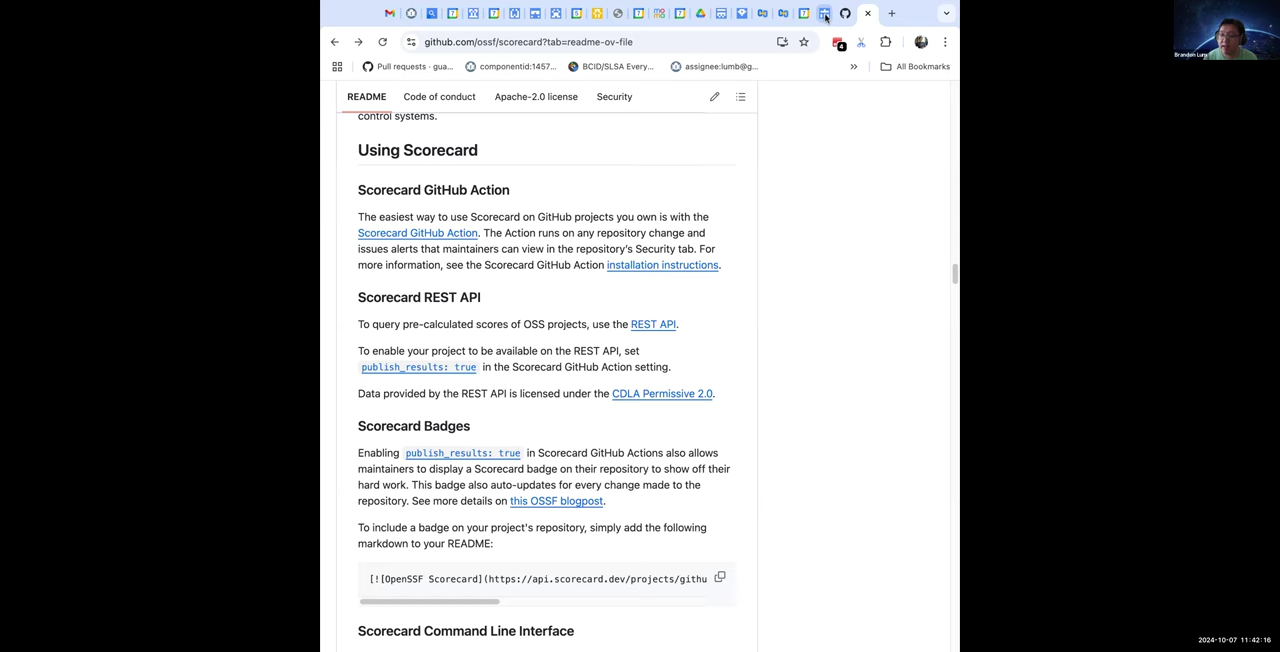 github.com/ossf/scorecard?tab=readme-ov-file
4
Pull requests · gua...
componentid:1457...
BCID/SLSA Every...
assignee:lumb@g...
»
All Bookmarks
README
Code of conduct
Apache-2.0 license
Security
control systems.
Using Scorecard
Scorecard GitHub Action
The easiest way to use Scorecard on GitHub projects you own is with the
Scorecard GitHub Action. The Action runs on any repository change and
issues alerts that maintainers can view in the repository's Security tab. For
more information, see the Scorecard GitHub Action installation instructions.
Scorecard REST API
To query pre-calculated scores of OSS projects, use the REST API.
To enable your project to be available on the REST API, set
publish_results: true in the Scorecard GitHub Action setting.
Data provided by the REST API is licensed under the CDLA Permissive 2.0.
Scorecard Badges
Enabling publish_results: true in Scorecard GitHub Actions also allows
maintainers to display a Scorecard badge on their repository to show off their
hard work. This badge also auto-updates for every change made to the
repository. See more details on this OSSF blogpost.
To include a badge on your project's repository, simply add the following
markdown to your README:
[![OpenSSF Scorecard](https://api.scorecard.dev/projects/githu
Scorecard Command Line Interface
Brandon Lum
2024-10-07 11:42:16